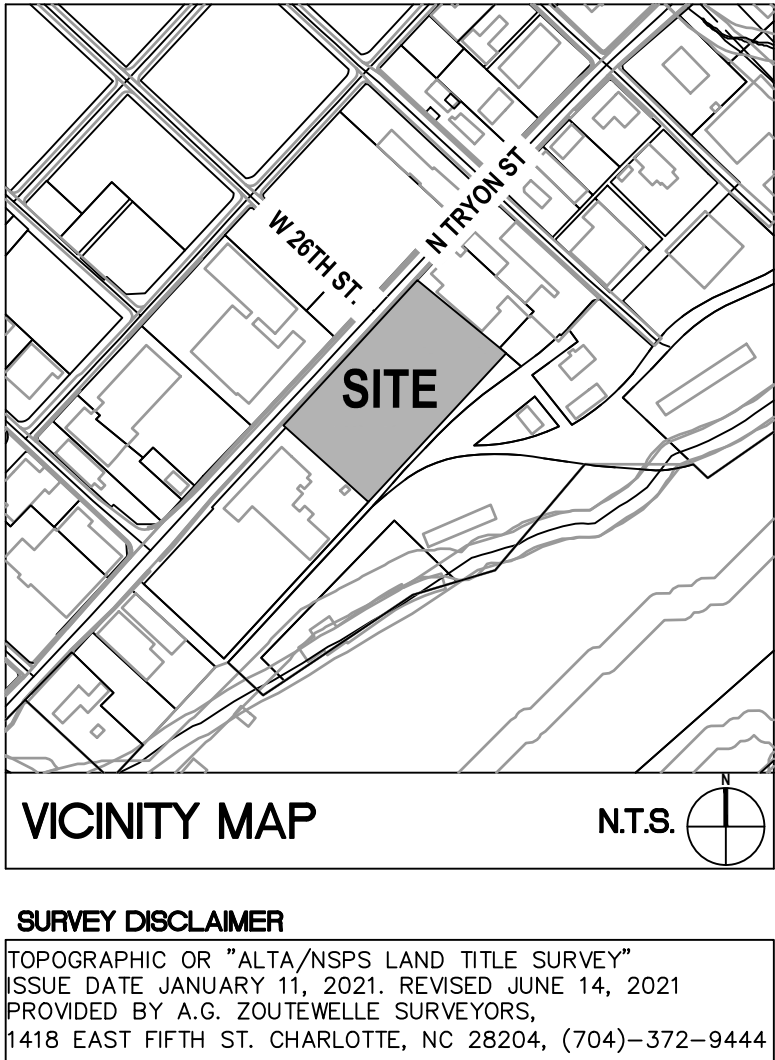 N TRYON ST
W 26TH ST.
SITE
VICINITY MAP
N.T.S.
N
SURVEY DISCLAIMER
TOPOGRAPHIC OR "ALTA/NSPS LAND TITLE SURVEY"
ISSUE DATE JANUARY 11, 2021. REVISED JUNE 14, 2021
PROVIDED BY A.G. ZOUTEWELLE SURVEYORS,
1418 EAST FIFTH ST. CHARLOTTE, NC 28204, (704)-372-9444